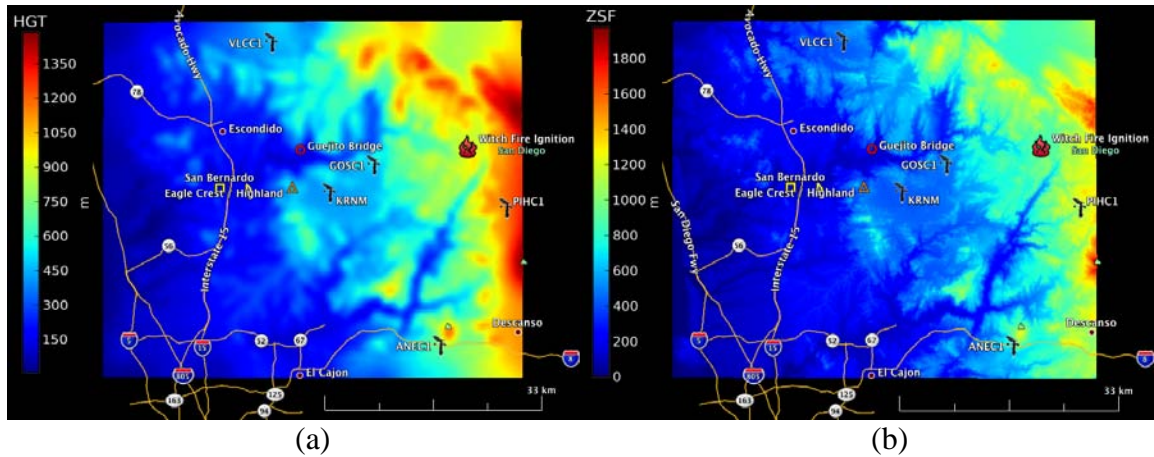 HGT
1350
1200
1050
900
m
750
600
450
300
150
Avocado Hwy
VLCC1
78
Escondido
Guejito Bridge
Witch Fire Ignition
San Diego
GOSC1
San Bernardo
Eagle Crest
Highland
KRNM
PIHC1
56
Interstate 15
Descanso
5
15
52
67
ANEC1
8
El Cajon
805
125
163
94
33 km
(a)
ZSF
1800
1600
1400
1200
m
1000
800
600
400
200
0
Avocado Hwy
VLCC1
78
Escondido
Guejito Bridge
Witch Fire Ignition
San Diego
GOSC1
San Bernardo
Eagle Crest
Highland
KRNM
PIHC1
San Diego Fwy
56
Interstate 15
Descanso
5
15
52
67
ANEC1
8
El Cajon
805
125
163
94
33 km
(b)